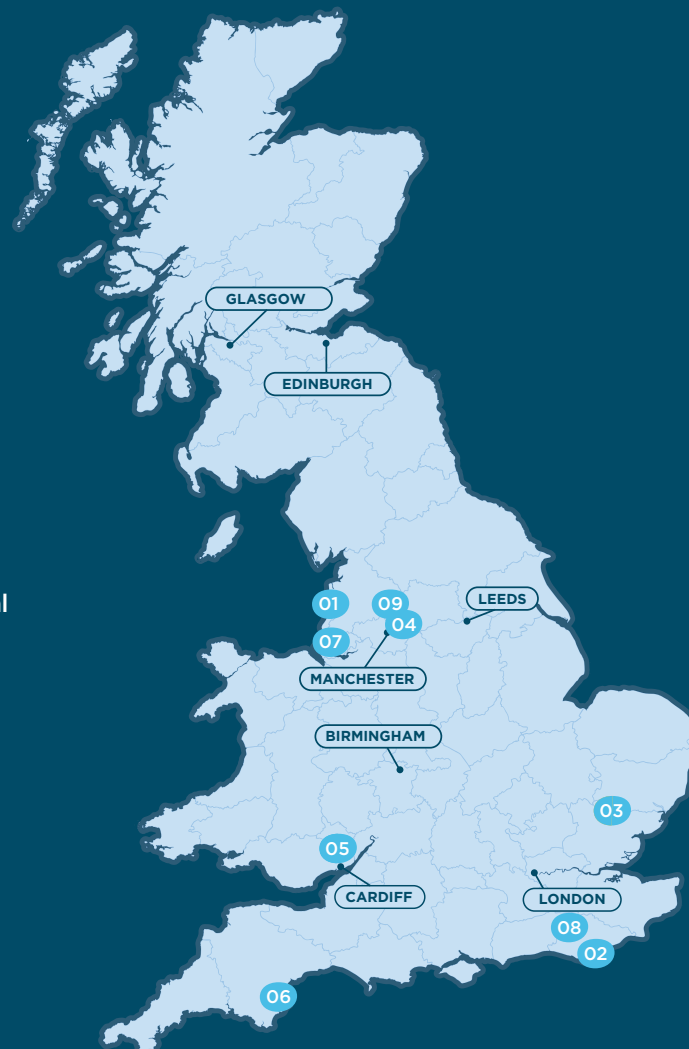 GLASGOW
EDINBURGH
01
09
LEEDS
04
07
MANCHESTER
BIRMINGHAM
03
05
CARDIFF
LONDON
08
02
06